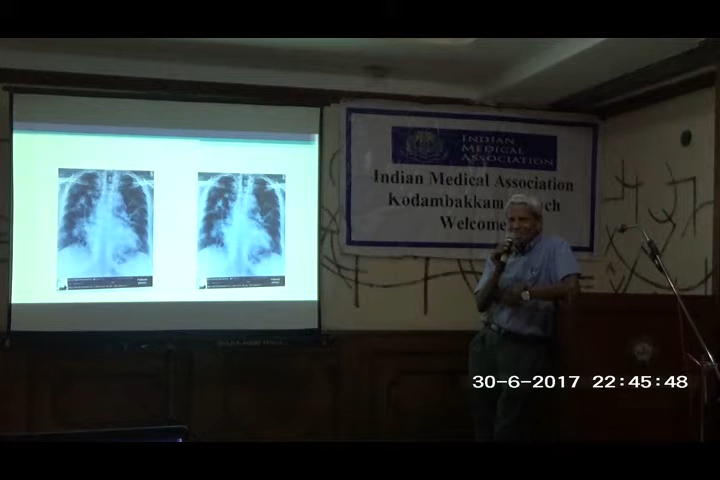 INDIAN
MEDICAL
ASSOCIATION
Indian Medical Association
Kodambakkam
Welcome
30-6-2017 22:45:48